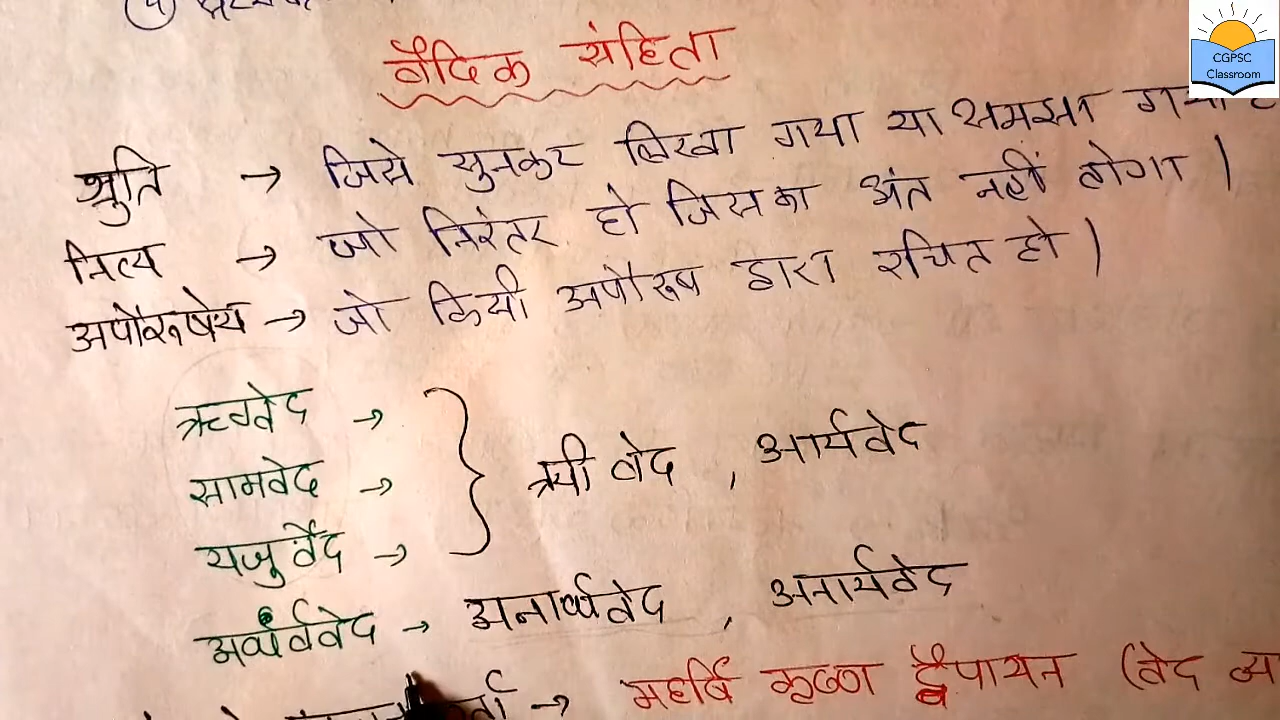 वैदिक संहिता
CGPSC
Classroom
श्रुति → जिसे सुनकर लिखा गया या समझा गया
नित्य → जो निरंतर हो जिसका अंत नहीं होगा।
अपौरूषेय → जो किसी अपौरूष द्वारा रचित हो।
ऋग्वेद →
सामवेद → } त्रयी वेद , आर्यवेद
यजुर्वेद →
अथर्ववेद → अनार्थवेद , अनार्यवेद
→ महर्षि कृष्ण द्वैपायन (वेद